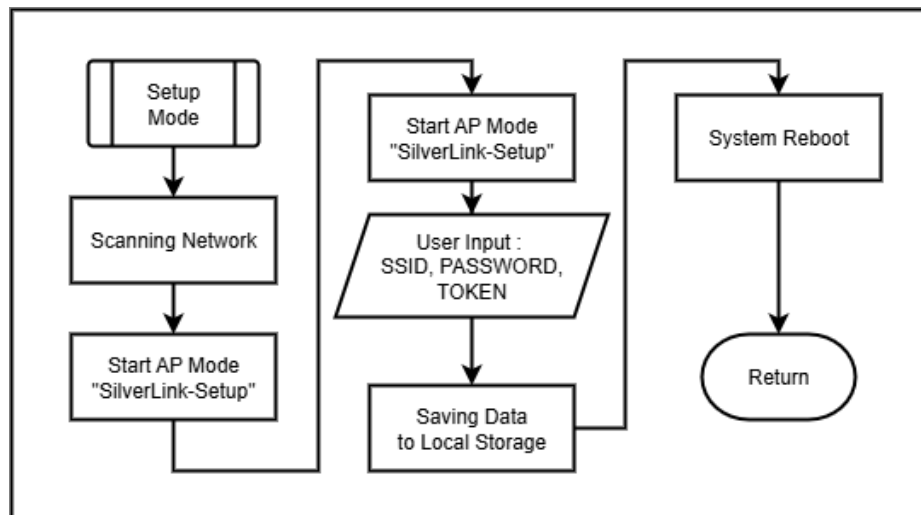 Setup
Mode
Scanning Network
Start AP Mode
"SilverLink-Setup"
Start AP Mode
"SilverLink-Setup"
User Input :
SSID, PASSWORD,
TOKEN
Saving Data
to Local Storage
System Reboot
Return